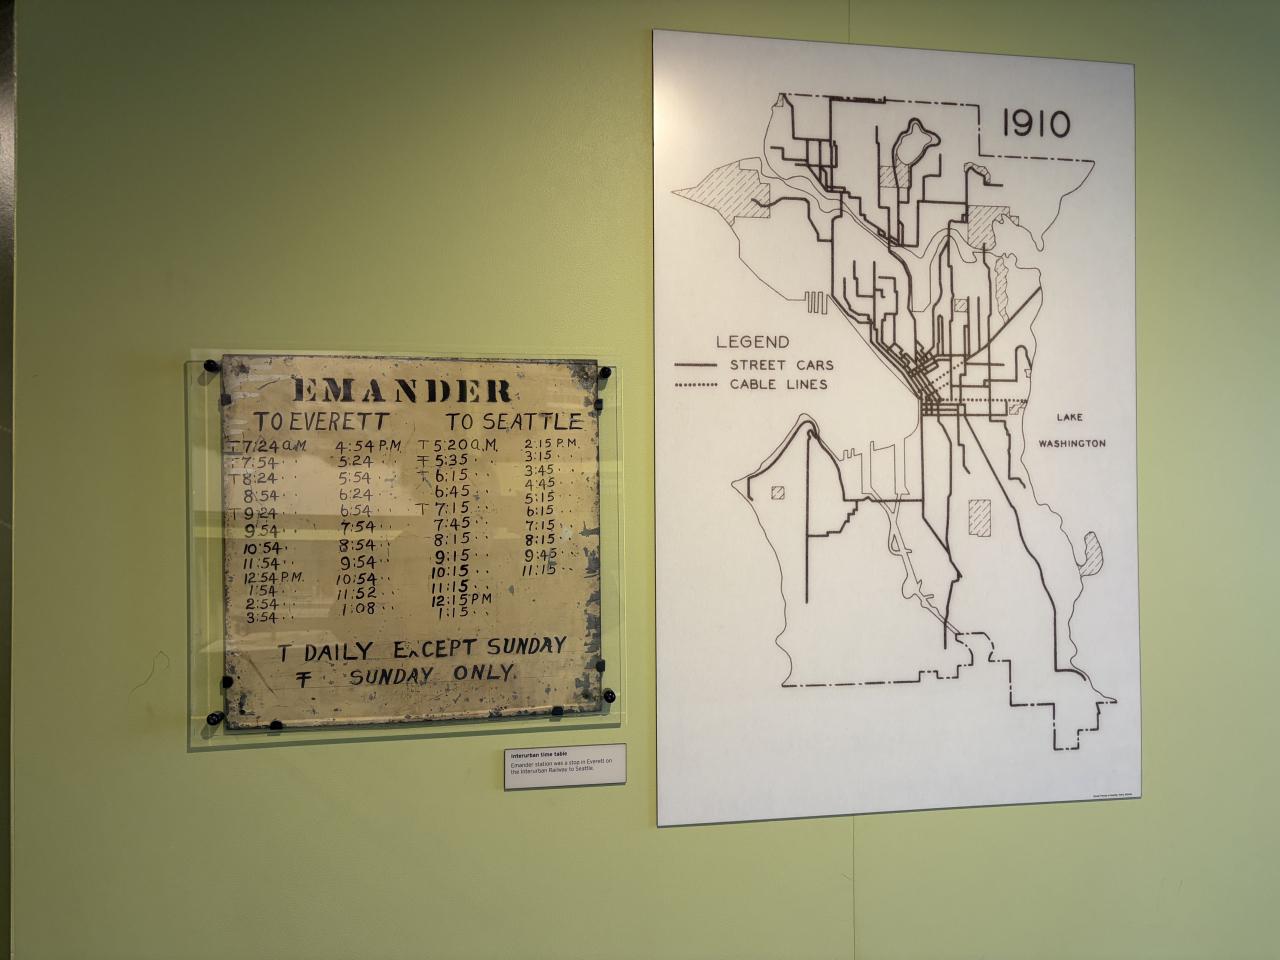 EMANDER
TO EVERETT TO SEATTLE
T 7:24 A.M. 4:54 P.M. T 5:20 A.M. 2:15 P.M.
T 7:54 5:24 Ŧ 5:35 3:15
T 8:24 5:54 6:15 3:45
8:54 6:24 6:45 4:45
T 9:24 6:54 T 7:15 5:15
9:54 7:54 7:45 6:15
10:54 8:54 8:15 7:15
11:54 9:54 9:15 8:15
12:54 P.M. 10:54 10:15 9:45
1:54 11:52 11:15 11:15
2:54 1:08 12:15 PM
3:54 1:15
T DAILY EXCEPT SUNDAY
Ŧ SUNDAY ONLY.
Interurban time table
Emander station was a stop in Everett on
the Interurban Railway to Seattle.
1910
LEGEND
STREET CARS
CABLE LINES
LAKE
WASHINGTON